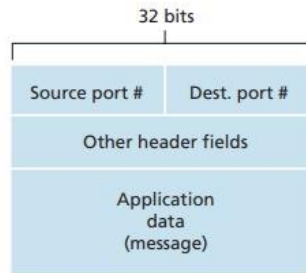 32 bits
Source port #
Dest. port #
Other header fields
Application
data
(message)